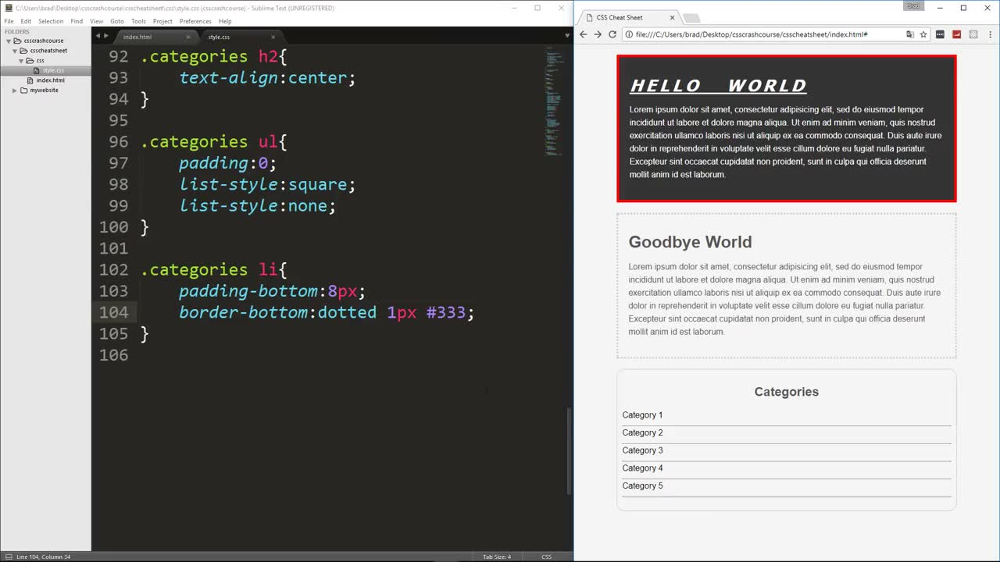 C:\Users\brad\Desktop\csscrashcourse\csscheatsheet\css\style.css (csscrashcourse) - Sublime Text (UNREGISTERED)
File Edit Selection Find View Goto Tools Project Preferences Help
FOLDERS
csscrashcourse
csscheatsheet
css
style.css
index.html
mywebsite
index.html
style.css
92 .categories h2{
93 text-align:center;
94 }
95
96 .categories ul{
97 padding:0;
98 list-style:square;
99 list-style:none;
100 }
101
102 .categories li{
103 padding-bottom:8px;
104 border-bottom:dotted 1px #333;
105 }
106
Line 104, Column 34
Tab Size: 4
CSS
Brad
CSS Cheat Sheet
file:///C:/Users/brad/Desktop/csscrashcourse/csscheatsheet/index.html#
HELLO WORLD
Lorem ipsum dolor sit amet, consectetur adipisicing elit, sed do eiusmod tempor
incididunt ut labore et dolore magna aliqua. Ut enim ad minim veniam, quis nostrud
exercitation ullamco laboris nisi ut aliquip ex ea commodo consequat. Duis aute irure
dolor in reprehenderit in voluptate velit esse cillum dolore eu fugiat nulla pariatur.
Excepteur sint occaecat cupidatat non proident, sunt in culpa qui officia deserunt
mollit anim id est laborum.
Goodbye World
Lorem ipsum dolor sit amet, consectetur adipisicing elit, sed do eiusmod tempor
incididunt ut labore et dolore magna aliqua. Ut enim ad minim veniam, quis nostrud
exercitation ullamco laboris nisi ut aliquip ex ea commodo consequat. Duis aute irure
dolor in reprehenderit in voluptate velit esse cillum dolore eu fugiat nulla pariatur.
Excepteur sint occaecat cupidatat non proident, sunt in culpa qui officia deserunt
mollit anim id est laborum.
Categories
Category 1
Category 2
Category 3
Category 4
Category 5